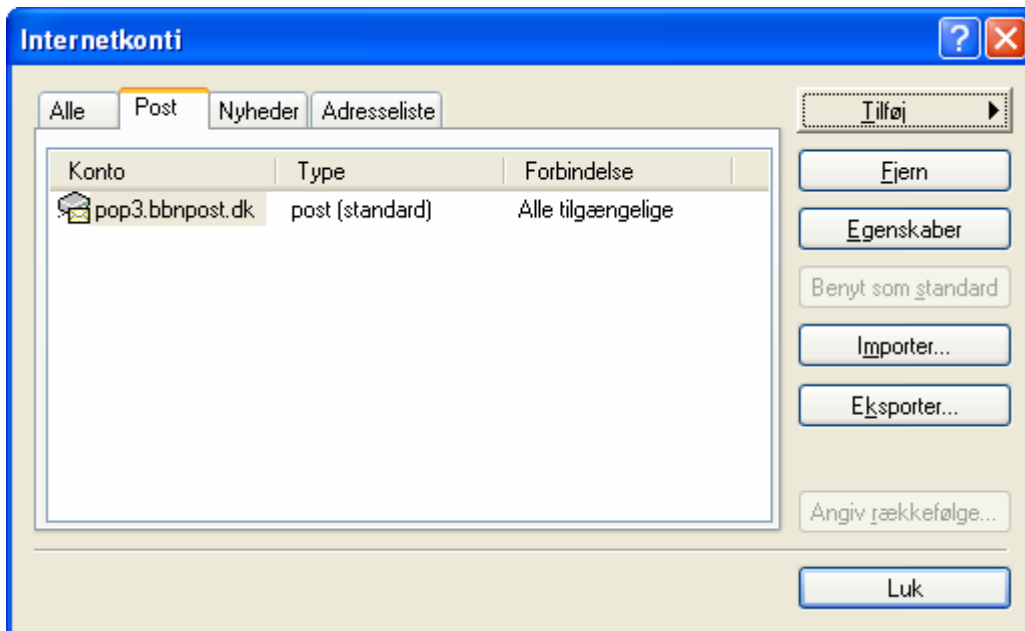 Internetkonti
Alle Post Nyheder Adresseliste
Konto Type Forbindelse
pop3.bbnpost.dk post (standard) Alle tilgængelige
Tilføj
Fjern
Egenskaber
Benyt som standard
Importer...
Eksporter...
Angiv rækkefølge...
Luk